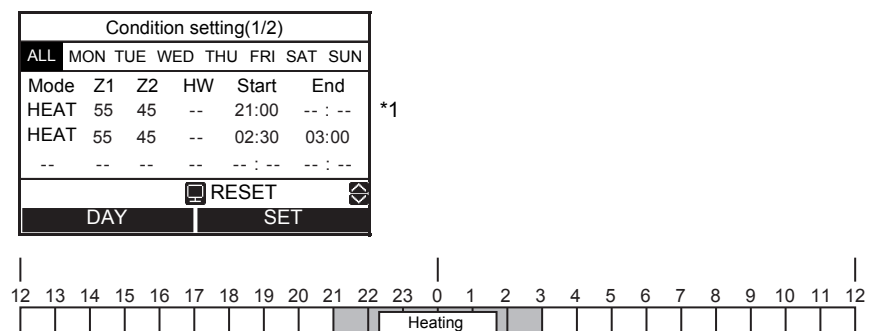 Condition setting(1/2)
ALL MON TUE WED THU FRI SAT SUN
Mode Z1 Z2 HW Start End
HEAT 55 45 -- 21:00 -- : -- *1
HEAT 55 45 -- 02:30 03:00
-- -- -- -- : --
RESET
DAY SET
12 13 14 15 16 17 18 19 20 21 22 23 0 1 2 3 4 5 6 7 8 9 10 11 12
Heating